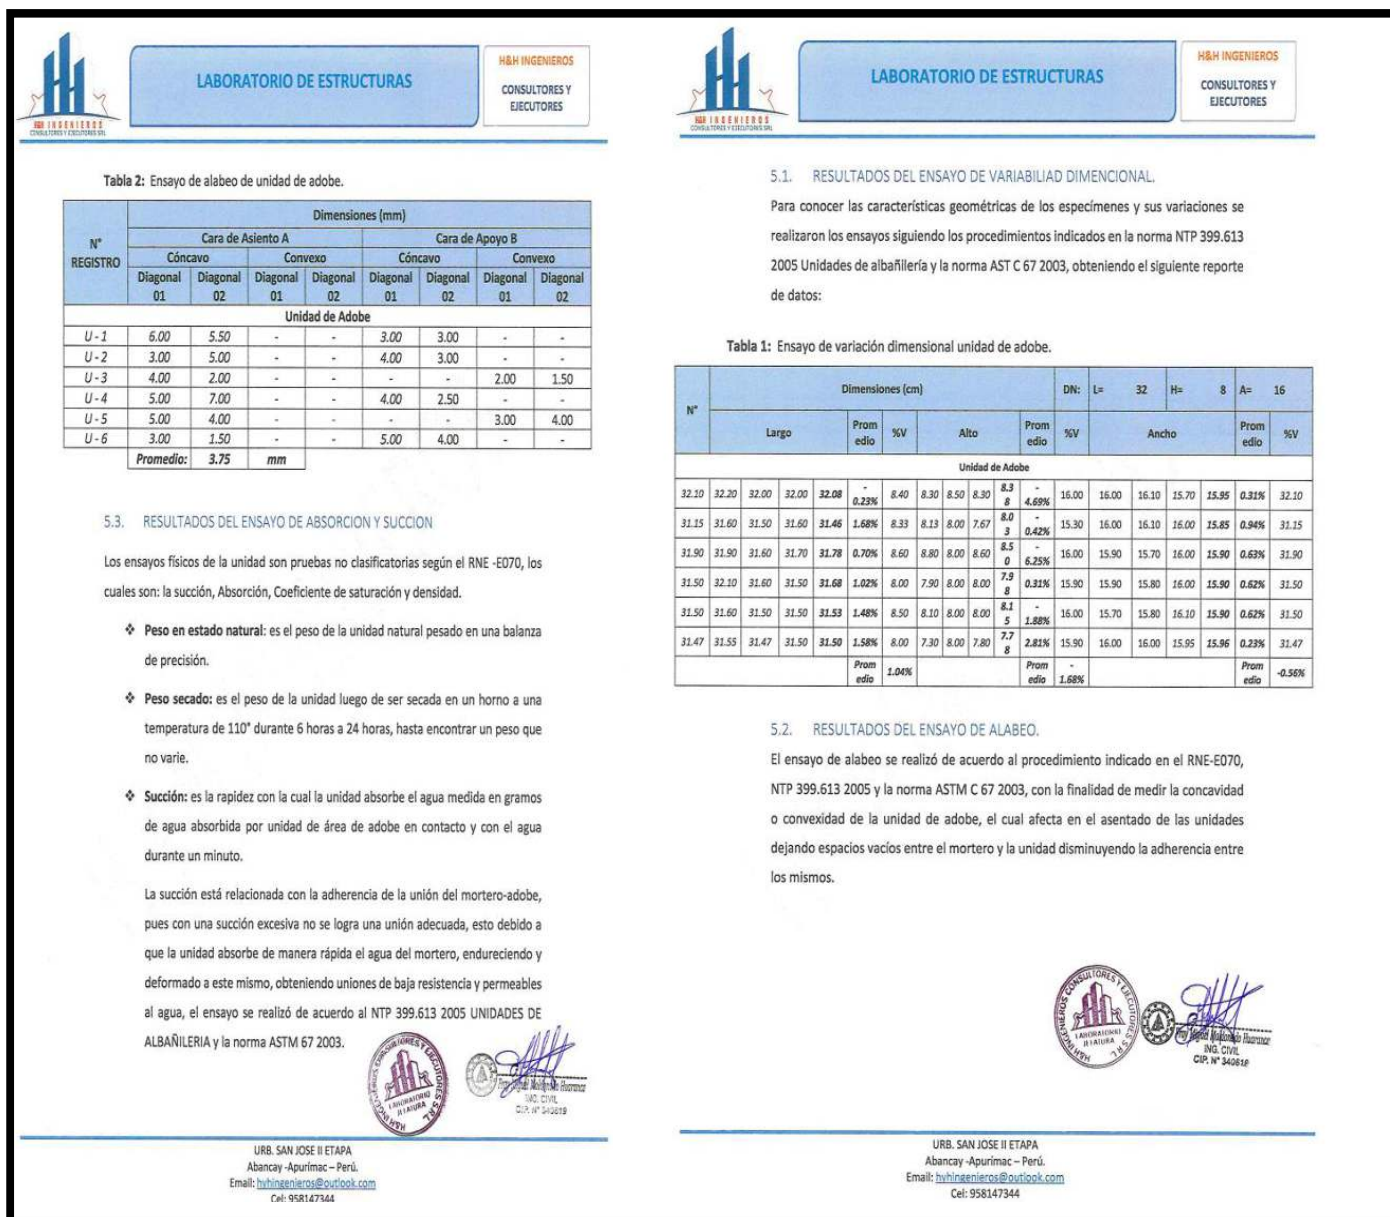 H&H INGENIEROS
CONSULTORES Y EJECUTORES SRL
LABORATORIO DE ESTRUCTURAS
H&H INGENIEROS
CONSULTORES Y
EJECUTORES
Tabla 2: Ensayo de alabeo de unidad de adobe.
N° REGISTRO Dimensiones (mm)
Cara de Asiento A Cara de Apoyo B
Cóncavo Convexo Cóncavo Convexo
Diagonal 01 Diagonal 02 Diagonal 01 Diagonal 02 Diagonal 01 Diagonal 02 Diagonal 01 Diagonal 02
Unidad de Adobe
U - 1 6.00 5.50 - - 3.00 3.00 - -
U - 2 3.00 5.00 - - 4.00 3.00 - -
U - 3 4.00 2.00 - - - - 2.00 1.50
U - 4 5.00 7.00 - - 4.00 2.50 - -
U - 5 5.00 4.00 - - - - 3.00 4.00
U - 6 3.00 1.50 - - 5.00 4.00 - -
Promedio: 3.75 mm
5.3. RESULTADOS DEL ENSAYO DE ABSORCION Y SUCCION
Los ensayos físicos de la unidad son pruebas no clasificatorias según el RNE -E070, los
cuales son: la succión, Absorción, Coeficiente de saturación y densidad.
❖ Peso en estado natural: es el peso de la unidad natural pesado en una balanza
de precisión.
❖ Peso secado: es el peso de la unidad luego de ser secada en un horno a una
temperatura de 110° durante 6 horas a 24 horas, hasta encontrar un peso que
no varie.
❖ Succión: es la rapidez con la cual la unidad absorbe el agua medida en gramos
de agua absorbida por unidad de área de adobe en contacto y con el agua
durante un minuto.
La succión está relacionada con la adherencia de la unión del mortero-adobe,
pues con una succión excesiva no se logra una unión adecuada, esto debido a
que la unidad absorbe de manera rápida el agua del mortero, endureciendo y
deformado a este mismo, obteniendo uniones de baja resistencia y permeables
al agua, el ensayo se realizó de acuerdo al NTP 399.613 2005 UNIDADES DE
ALBAÑILERIA y la norma ASTM 67 2003.
H&H INGENIEROS CONSULTORES Y EJECUTORES S.R.L.
LABORATORIO
JEFATURA
ING. CIVIL
CIP. N° 340619
URB. SAN JOSE II ETAPA
Abancay -Apurímac – Perú.
Email: hyhingenieros@outlook.com
Cel: 958147344
H&H INGENIEROS
CONSULTORES Y EJECUTORES SRL
LABORATORIO DE ESTRUCTURAS
H&H INGENIEROS
CONSULTORES Y
EJECUTORES
5.1. RESULTADOS DEL ENSAYO DE VARIABILIAD DIMENCIONAL.
Para conocer las características geométricas de los especímenes y sus variaciones se
realizaron los ensayos siguiendo los procedimientos indicados en la norma NTP 399.613
2005 Unidades de albañillería y la norma AST C 67 2003, obteniendo el siguiente reporte
de datos:
Tabla 1: Ensayo de variación dimensional unidad de adobe.
N° Dimensiones (cm) DN: L= 32 H= 8 A= 16
Largo Promedio %V Alto Promedio %V Ancho Promedio %V
Unidad de Adobe
32.10 32.20 32.00 32.00 32.08 -0.23% 8.40 8.30 8.50 8.30 8.38 -4.69% 16.00 16.00 16.10 15.70 15.95 0.31% 32.10
31.15 31.60 31.50 31.60 31.46 1.68% 8.33 8.13 8.00 7.67 8.03 -0.42% 15.30 16.00 16.10 16.00 15.85 0.94% 31.15
31.90 31.90 31.60 31.70 31.78 0.70% 8.60 8.80 8.00 8.60 8.50 -6.25% 16.00 15.90 15.70 16.00 15.90 0.63% 31.90
31.50 32.10 31.60 31.50 31.68 1.02% 8.00 7.90 8.00 8.00 7.98 0.31% 15.90 15.90 15.80 16.00 15.90 0.62% 31.50
31.50 31.60 31.50 31.50 31.53 1.48% 8.50 8.10 8.00 8.00 8.15 -1.88% 16.00 15.70 15.80 16.10 15.90 0.62% 31.50
31.47 31.55 31.47 31.50 31.50 1.58% 8.00 7.30 8.00 7.80 7.78 2.81% 15.90 16.00 16.00 15.95 15.96 0.23% 31.47
Promedio 1.04% Promedio -1.68% Promedio -0.56%
5.2. RESULTADOS DEL ENSAYO DE ALABEO.
El ensayo de alabeo se realizó de acuerdo al procedimiento indicado en el RNE-E070,
NTP 399.613 2005 y la norma ASTM C 67 2003, con la finalidad de medir la concavidad
o convexidad de la unidad de adobe, el cual afecta en el asentado de las unidades
dejando espacios vacíos entre el mortero y la unidad disminuyendo la adherencia entre
los mismos.
H&H INGENIEROS CONSULTORES Y EJECUTORES S.R.L.
LABORATORIO
JEFATURA
ING. CIVIL
CIP. N° 340619
URB. SAN JOSE II ETAPA
Abancay -Apurímac – Perú.
Email: hyhingenieros@outlook.com
Cel: 958147344